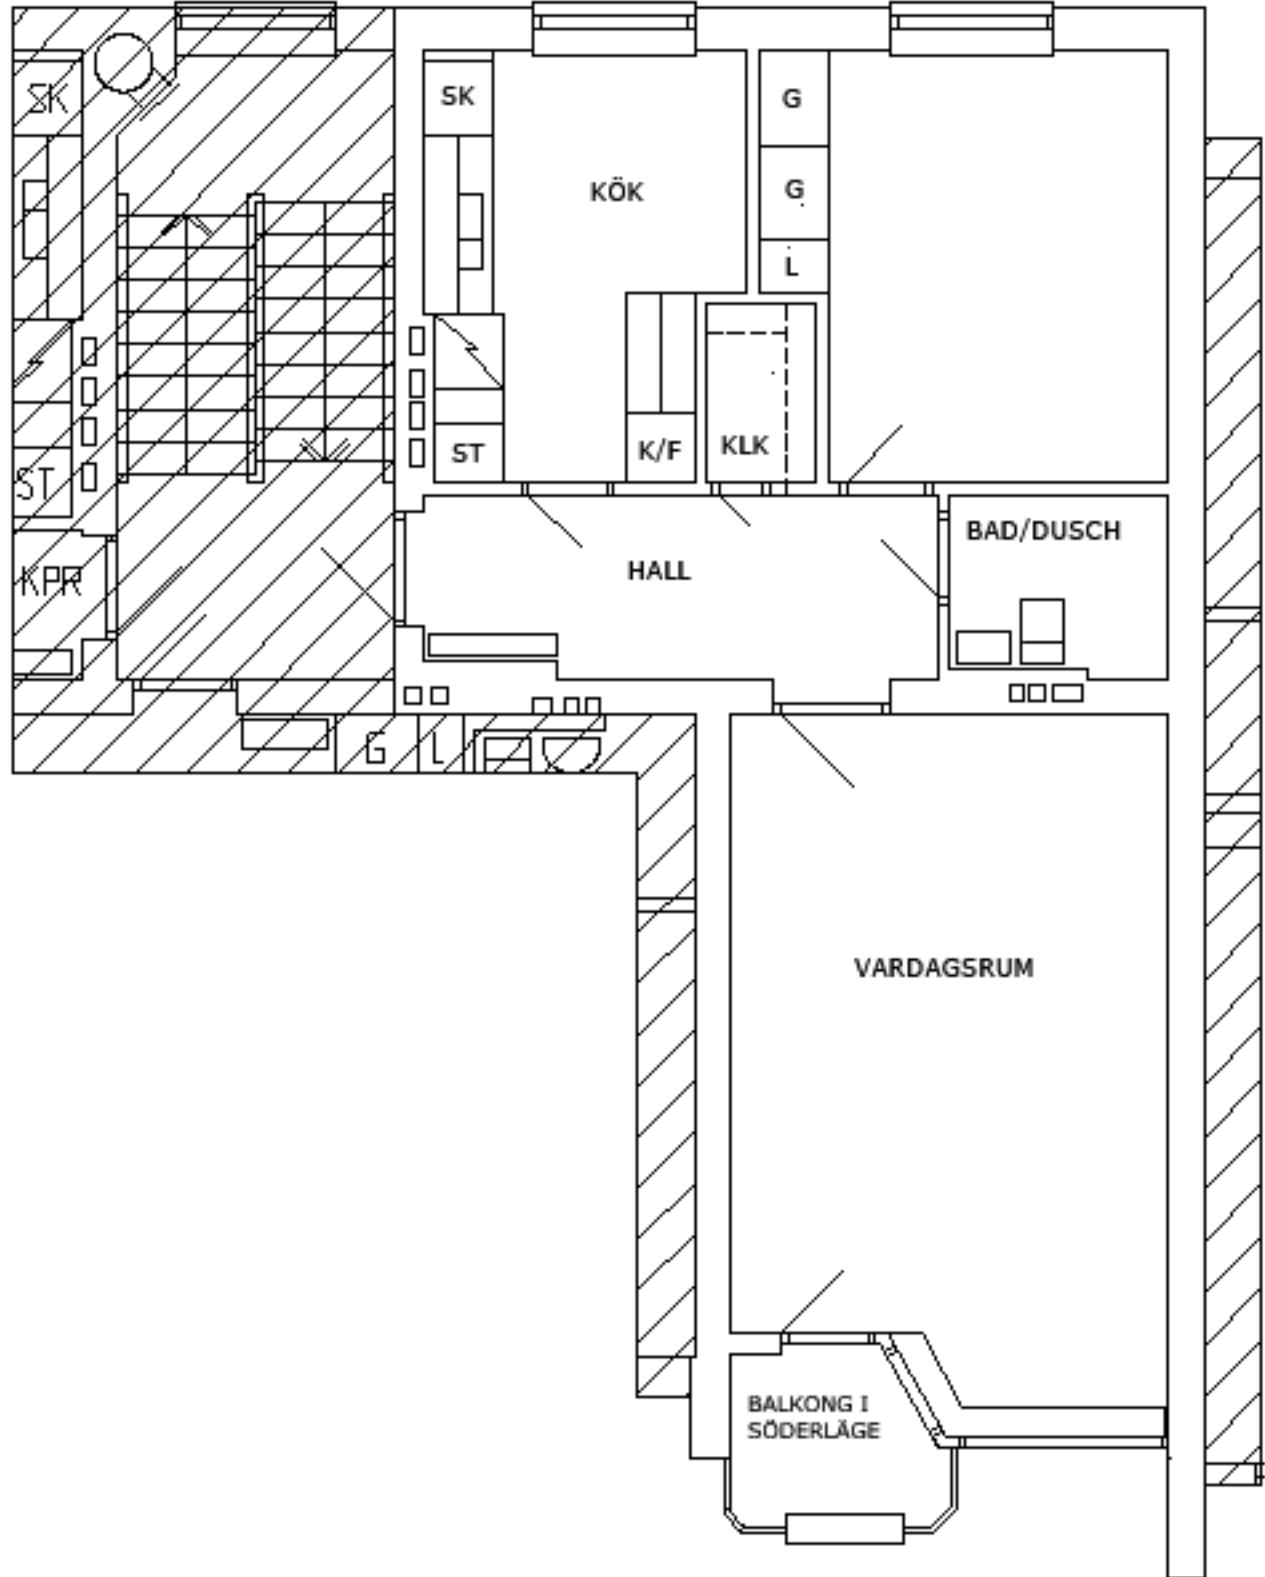 SK
SK
G
KÖK
G
L
ST
ST
K/F
KLK
BAD/DUSCH
KPR
HALL
G
L
VARDAGSRUM
BALKONG I
SÖDERLÄGE